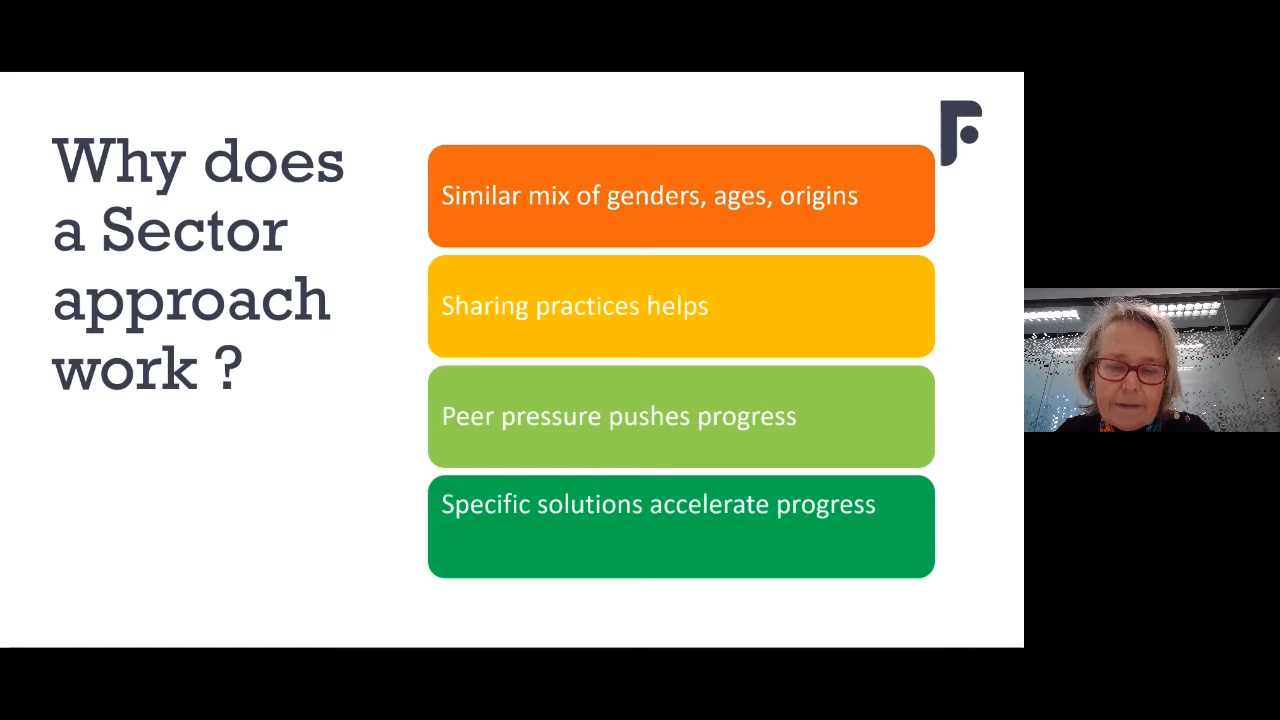 Why does
a Sector
approach
work ?
Similar mix of genders, ages, origins
Sharing practices helps
Peer pressure pushes progress
Specific solutions accelerate progress